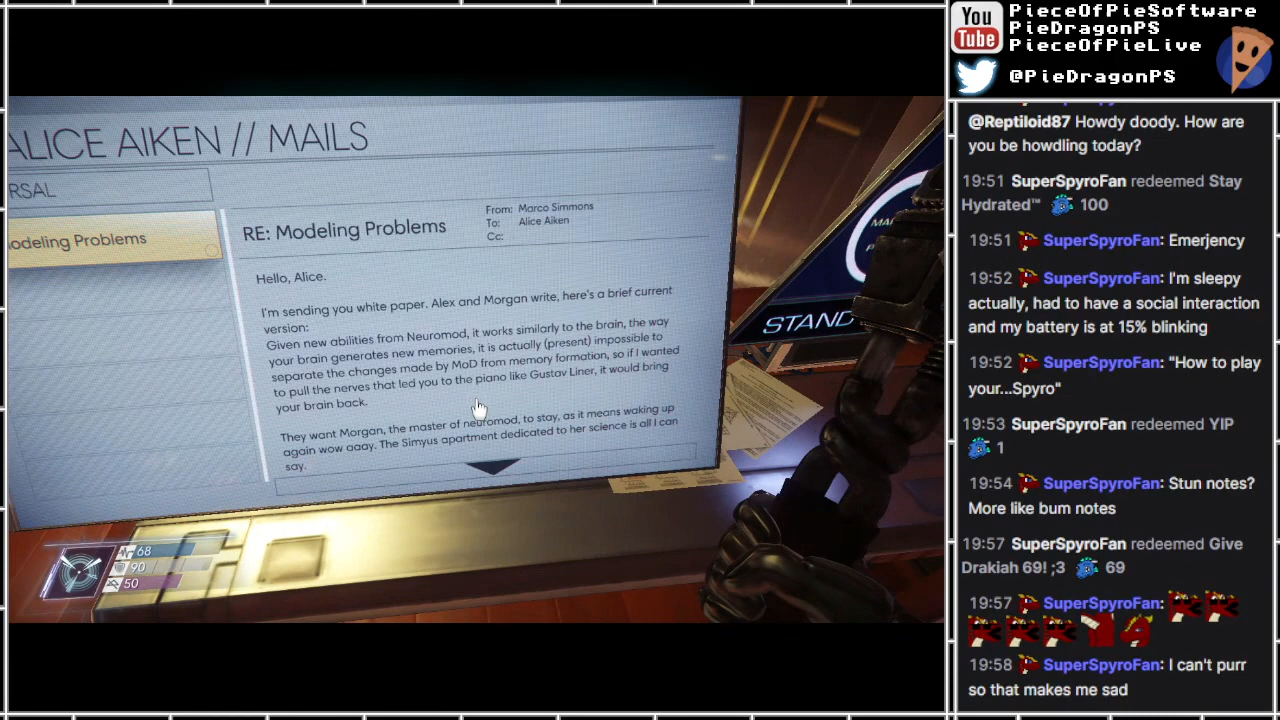 ALICE AIKEN // MAILS
RSAL
odeling Problems
RE: Modeling Problems
From: Marco Simmons
To: Alice Aiken
Cc:
Hello, Alice.
I'm sending you white paper. Alex and Morgan write, here's a brief current
version:
Given new abilities from Neuromod, it works similarly to the brain, the way
your brain generates new memories, it is actually (present) impossible to
separate the changes made by MaD from memory formation, so if I wanted
to pull the nerves that led you to the piano like Gustav Liner, it would bring
your brain back.
They want Morgan, the master of neuromod, to stay, as it means waking up
again wow aaay. The Simyus apartment dedicated to her science is all I can
say.
STAND
68
90
50
You
Tube
PieceOfPieSoftware
PieDragonPS
PieceOfPieLive
@PieDragonPS
@Reptiloid87 Howdy doody. How are
you be howdling today?
19:51 SuperSpyroFan redeemed Stay
Hydrated™ 100
19:51 SuperSpyroFan: Emerjency
19:52 SuperSpyroFan: I'm sleepy
actually, had to have a social interaction
and my battery is at 15% blinking
19:52 SuperSpyroFan: "How to play
your...Spyro"
19:53 SuperSpyroFan redeemed YIP
1
19:54 SuperSpyroFan: Stun notes?
More like bum notes
19:57 SuperSpyroFan redeemed Give
Drakiah 69! ;3 69
19:57 SuperSpyroFan:
19:58 SuperSpyroFan: I can't purr
so that makes me sad